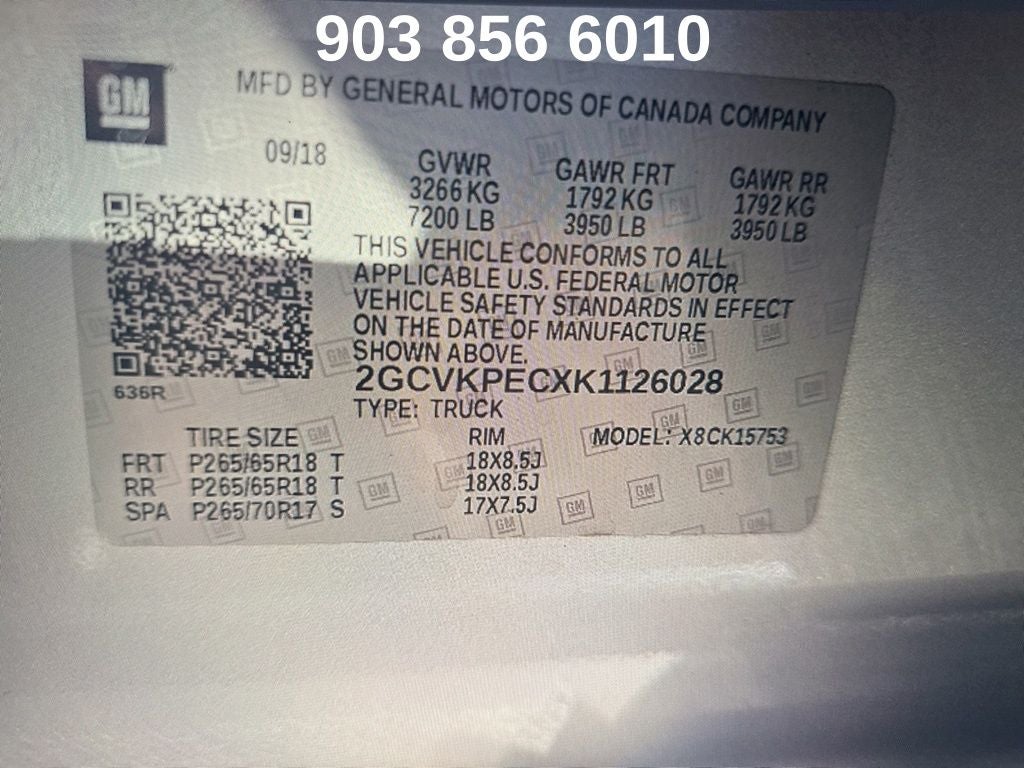 903 856 6010
GM
MFD BY GENERAL MOTORS OF CANADA COMPANY
09/18
GVWR GAWR FRT GAWR RR
3266 KG 1792 KG 1792 KG
7200 LB 3950 LB 3950 LB
THIS VEHICLE CONFORMS TO ALL
APPLICABLE U.S. FEDERAL MOTOR
VEHICLE SAFETY STANDARDS IN EFFECT
ON THE DATE OF MANUFACTURE
SHOWN ABOVE.
636R
2GCVKPECXK1126028
TYPE: TRUCK
TIRE SIZE RIM MODEL: X8CK15753
FRT P265/65R18 T 18X8.5J
RR P265/65R18 T 18X8.5J
SPA P265/70R17 S 17X7.5J